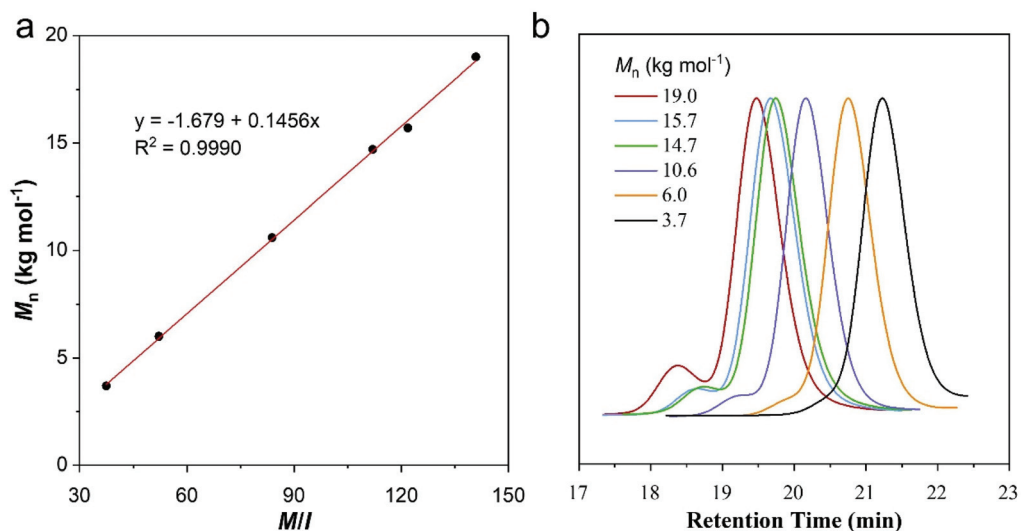 a
20
15
10
5
0
M_n (kg mol⁻¹)
y = -1.679 + 0.1456x
R² = 0.9990
30 60 90 120 150
M/I
b
M_n (kg mol⁻¹)
19.0
15.7
14.7
10.6
6.0
3.7
17 18 19 20 21 22 23
Retention Time (min)